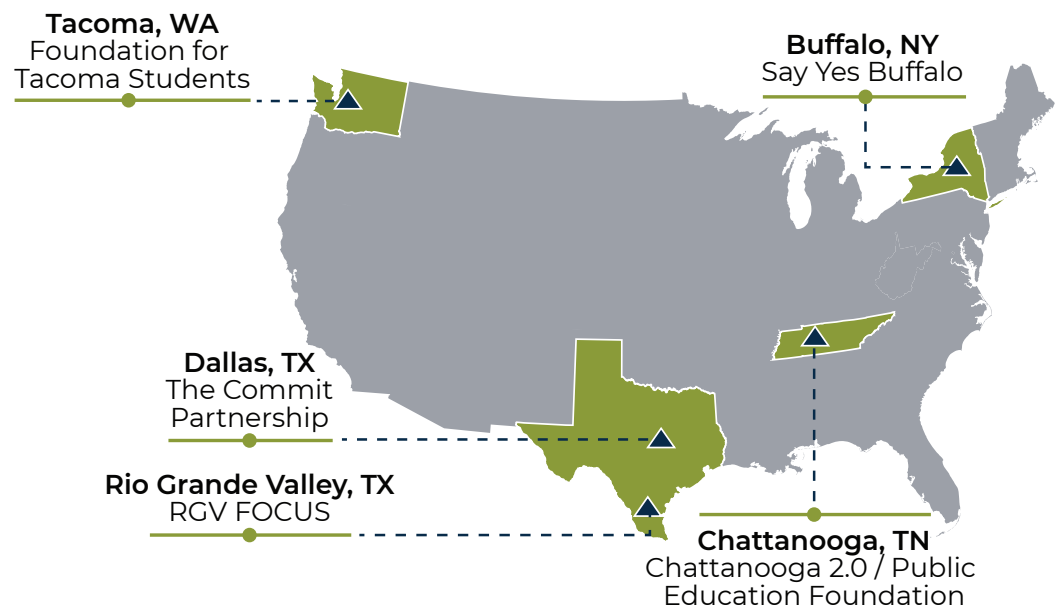 Tacoma, WA
Foundation for
Tacoma Students
Buffalo, NY
Say Yes Buffalo
Dallas, TX
The Commit
Partnership
Rio Grande Valley, TX
RGV FOCUS
Chattanooga, TN
Chattanooga 2.0 / Public
Education Foundation